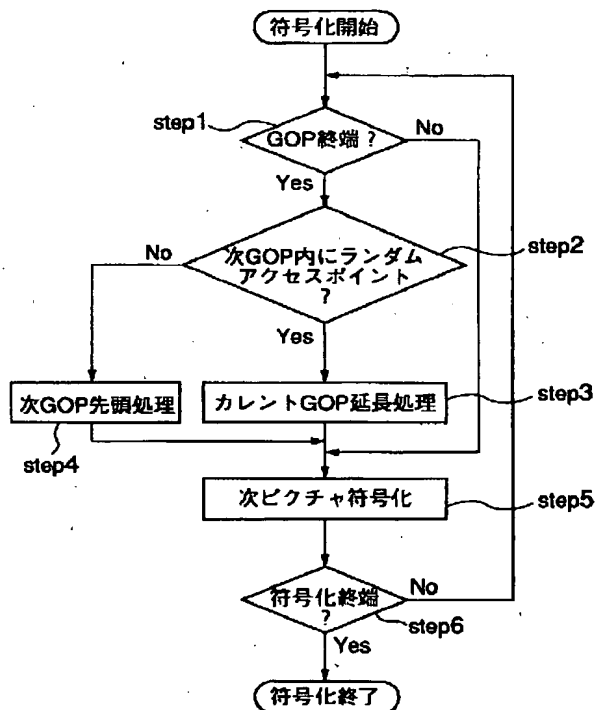 符号化開始
step1
GOP終端?
No
Yes
No
次GOP内にランダム
アクセスポイント
?
step2
Yes
次GOP先頭処理
カレントGOP延長処理
step3
step4
次ピクチャ符号化
step5
符号化終端
?
No
step6
Yes
符号化終了